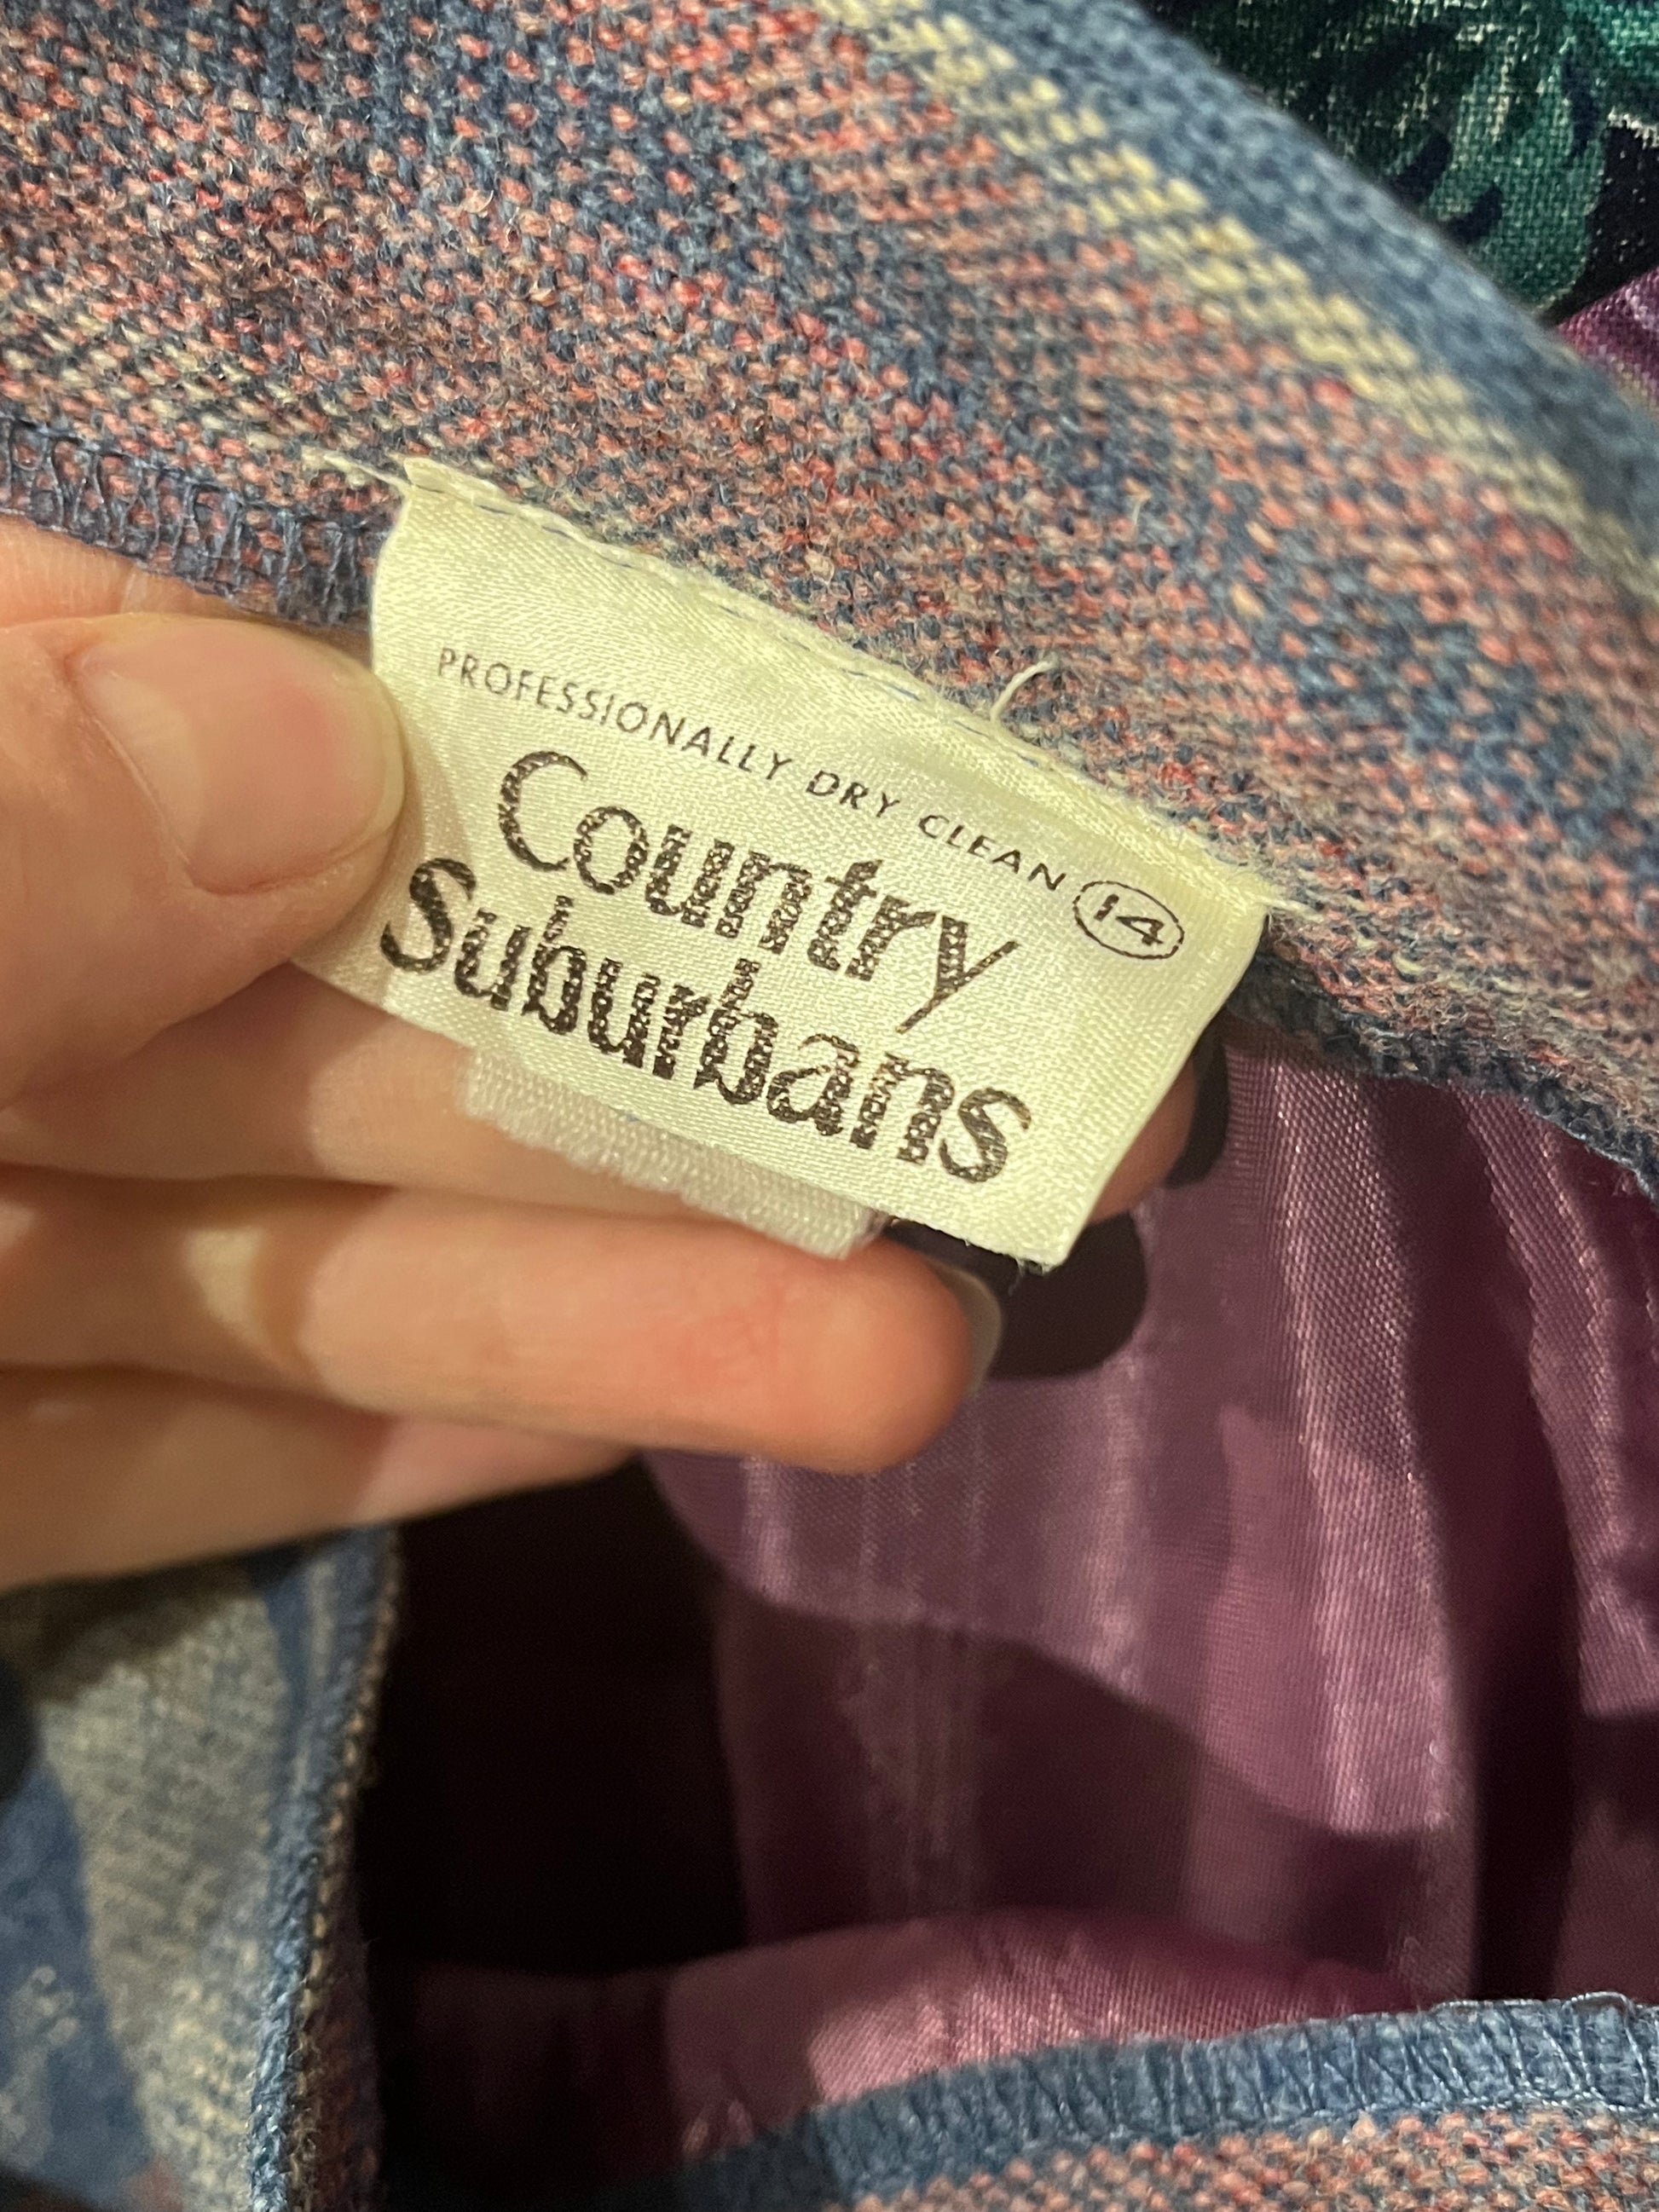 PROFESSIONALLY DRY CLEAN 14
Country
Suburbans